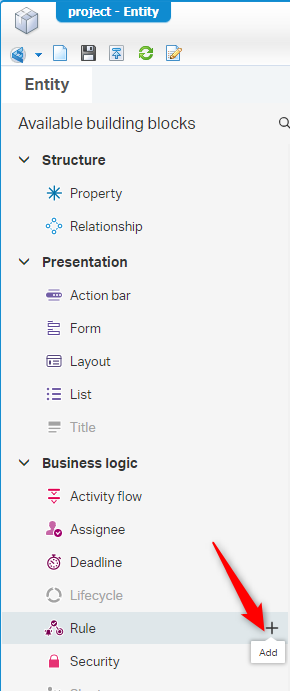 project - Entity
Entity
Available building blocks
Structure
Property
Relationship
Presentation
Action bar
Form
Layout
List
Title
Business logic
Activity flow
Assignee
Deadline
Lifecycle
Rule
Add
Security